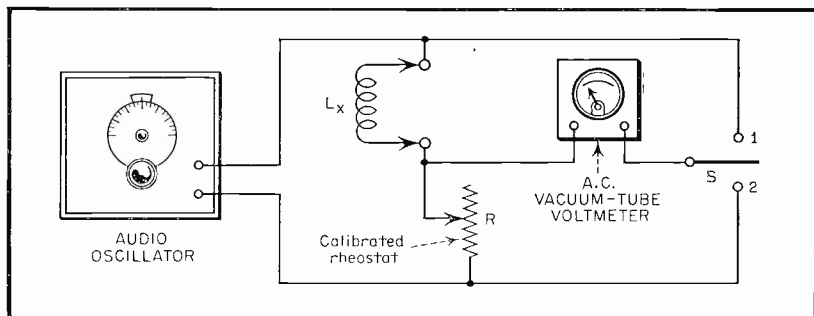 AUDIO
OSCILLATOR
Lx
R
Calibrated
rheostat
A.C.
VACUUM-TUBE
VOLTMETER
S
1
2